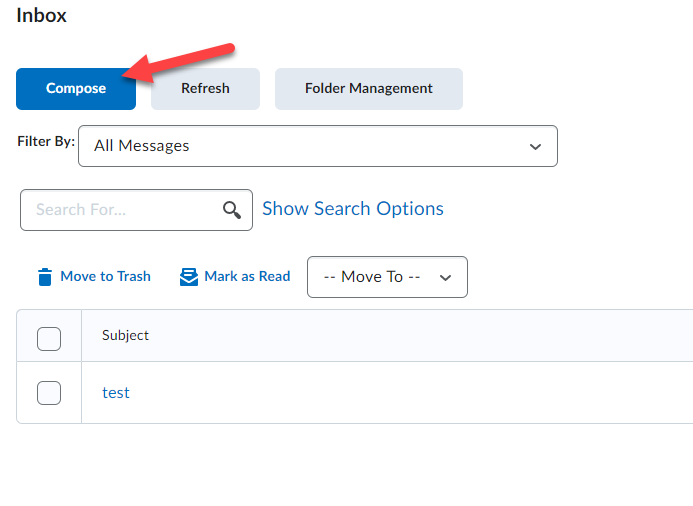 Inbox
Compose Refresh Folder Management
Filter By: All Messages
Search For... Show Search Options
Move to Trash Mark as Read -- Move To --
Subject
test